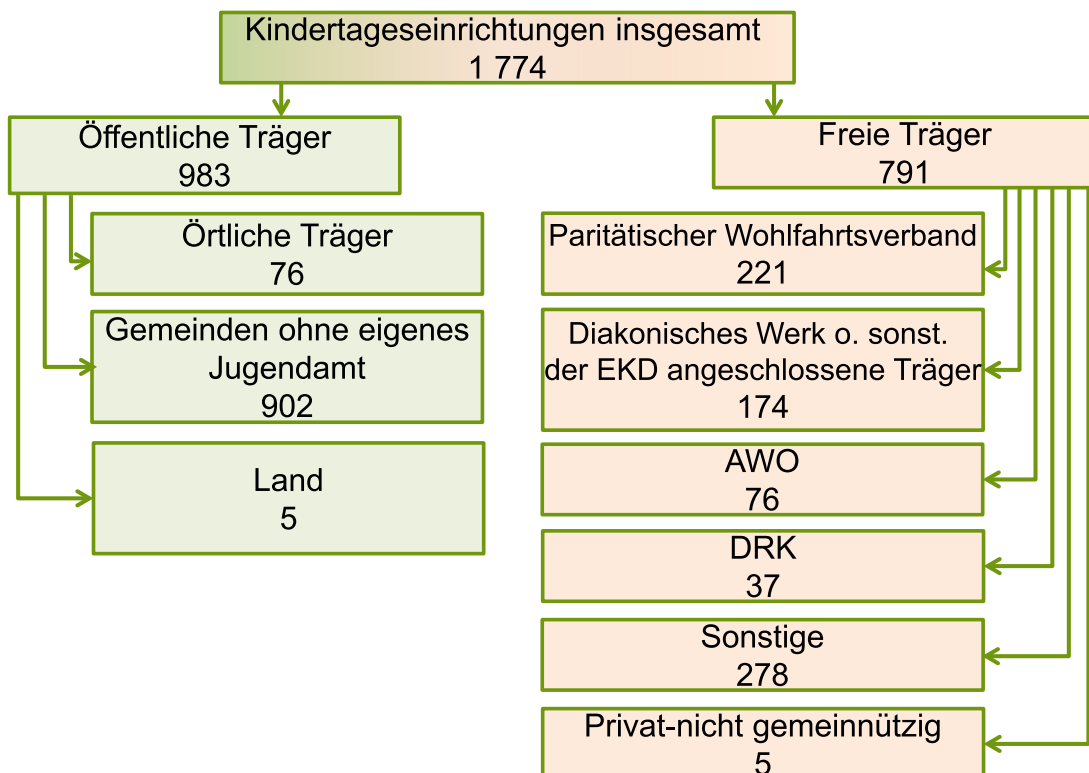 Kindertageseinrichtungen insgesamt
1 774
Öffentliche Träger
983
Örtliche Träger
76
Gemeinden ohne eigenes
Jugendamt
902
Land
5
Freie Träger
791
Paritätischer Wohlfahrtsverband
221
Diakonisches Werk o. sonst.
der EKD angeschlossene Träger
174
AWO
76
DRK
37
Sonstige
278
Privat-nicht gemeinnützig
5